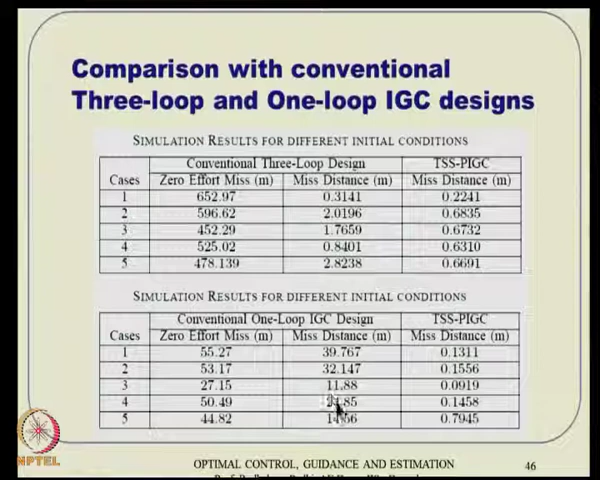 Comparison with conventional
Three-loop and One-loop IGC designs
SIMULATION RESULTS FOR DIFFERENT INITIAL CONDITIONS
Conventional Three-Loop Design TSS-PIGC
Cases Zero Effort Miss (m) Miss Distance (m) Miss Distance (m)
1 652.97 0.3141 0.2241
2 596.62 2.0196 0.6835
3 452.29 1.7659 0.6732
4 525.02 0.8401 0.6310
5 478.139 2.8238 0.6691
SIMULATION RESULTS FOR DIFFERENT INITIAL CONDITIONS
Conventional One-Loop IGC Design TSS-PIGC
Cases Zero Effort Miss (m) Miss Distance (m) Miss Distance (m)
1 55.27 39.767 0.1311
2 53.17 32.147 0.1556
3 27.15 11.88 0.0919
4 50.49 0.1458
5 44.82 0.7945
NPTEL
OPTIMAL CONTROL, GUIDANCE AND ESTIMATION 46